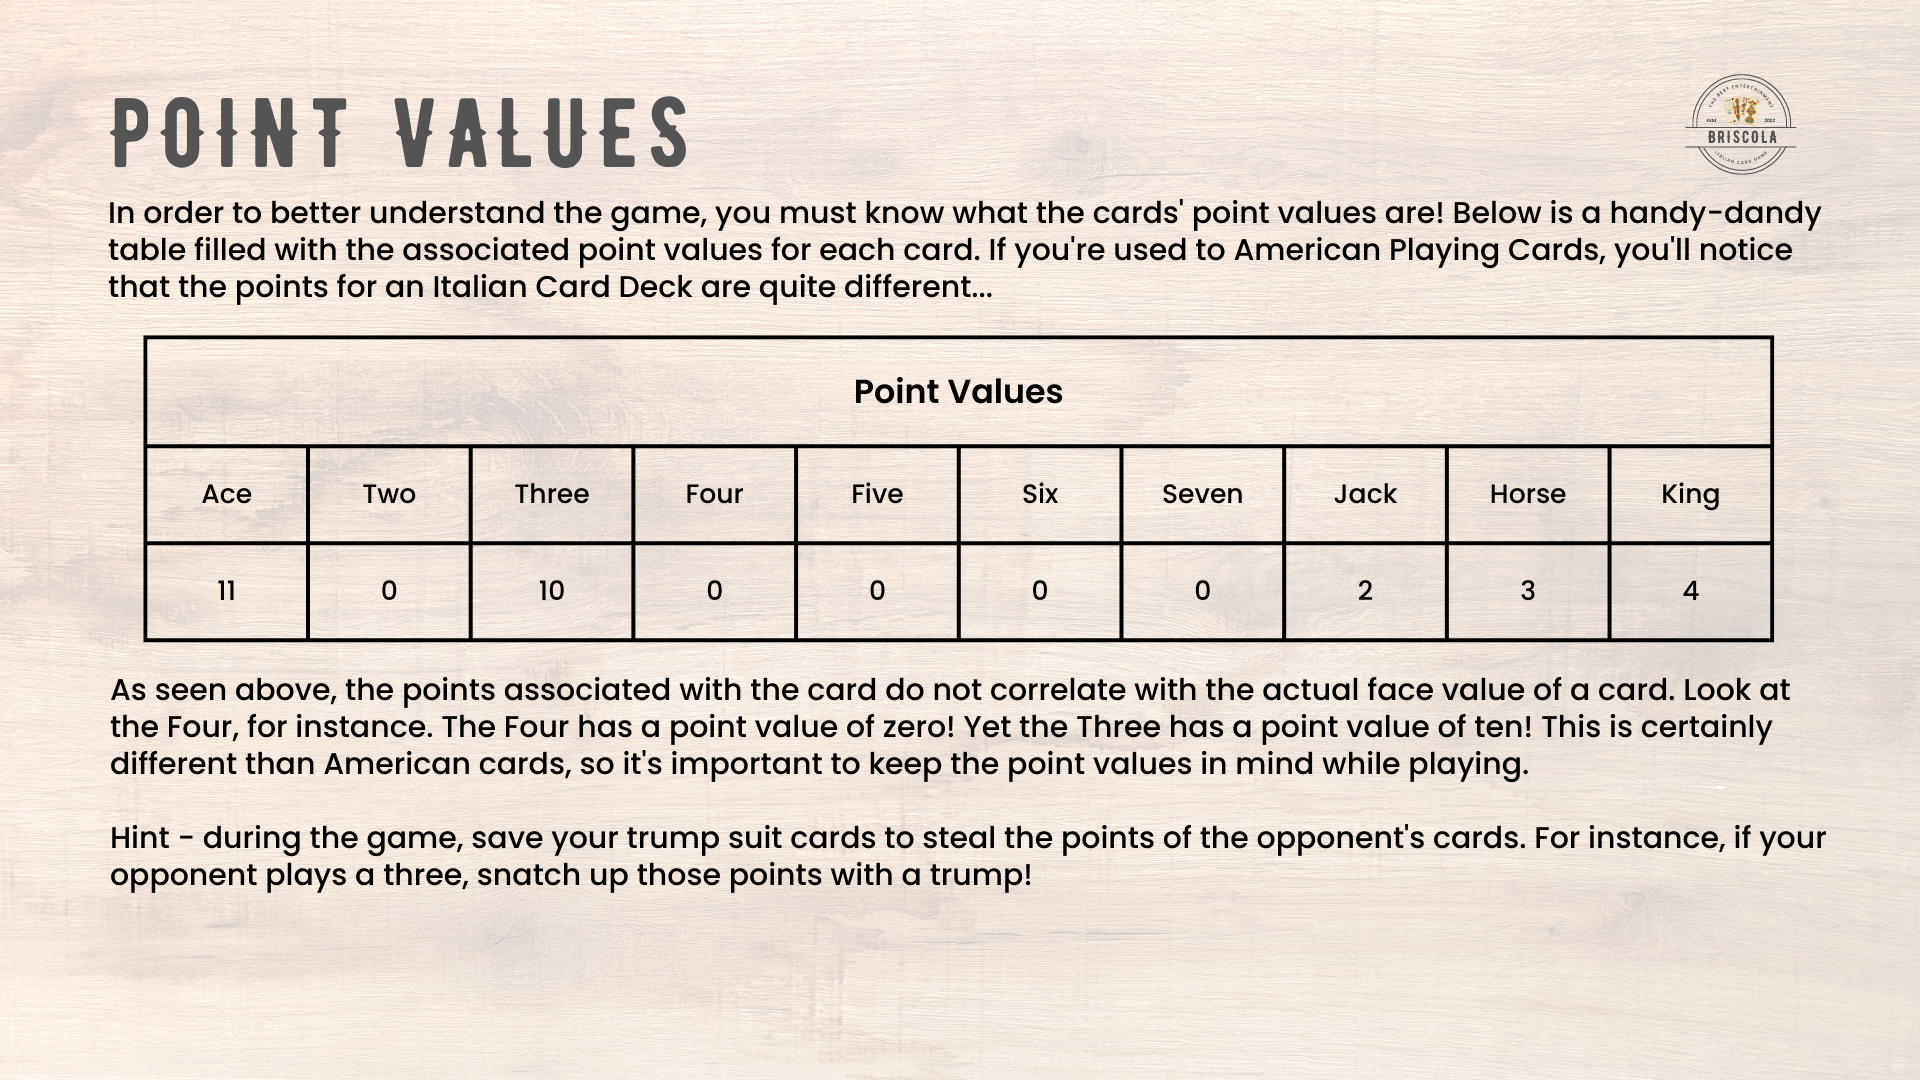 POINT VALUES
THE BEST ENTERTAINMENT
2022
BRISCOLA
ITALIAN CARD GAME
In order to better understand the game, you must know what the cards' point values are! Below is a handy-dandy
table filled with the associated point values for each card. If you're used to American Playing Cards, you'll notice
that the points for an Italian Card Deck are quite different...
Point Values
Ace Two Three Four Five Six Seven Jack Horse King
11 0 10 0 0 0 0 2 3 4
As seen above, the points associated with the card do not correlate with the actual face value of a card. Look at
the Four, for instance. The Four has a point value of zero! Yet the Three has a point value of ten! This is certainly
different than American cards, so it's important to keep the point values in mind while playing.
Hint - during the game, save your trump suit cards to steal the points of the opponent's cards. For instance, if your
opponent plays a three, snatch up those points with a trump!